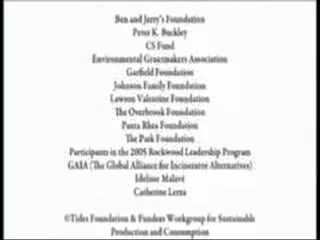 Ben and Jerry's Foundation
Peter K. Buckley
CS Fund
Environmental Grantmakers Association
Garfield Foundation
Johnson Family Foundation
Lawson Valentine Foundation
The Overbrook Foundation
Panta Rhea Foundation
The Park Foundation
Participants in the 2005 Rockwood Leadership Program
GAIA (The Global Alliance for Incinerator Alternatives)
Idelisse Malavé
Catherine Lerza
©Tides Foundation & Funders Workgroup for Sustainable
Production and Consumption